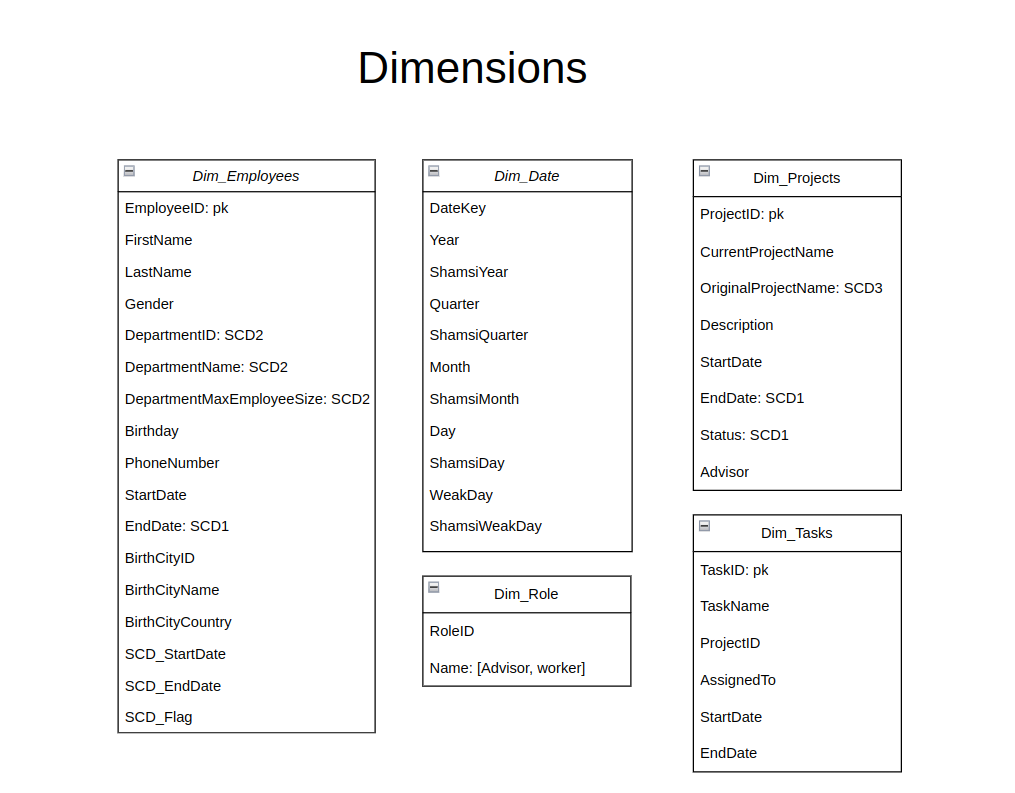 Dimensions
Dim_Employees
EmployeeID: pk
FirstName
LastName
Gender
DepartmentID: SCD2
DepartmentName: SCD2
DepartmentMaxEmployeeSize: SCD2
Birthday
PhoneNumber
StartDate
EndDate: SCD1
BirthCityID
BirthCityName
BirthCityCountry
SCD_StartDate
SCD_EndDate
SCD_Flag
Dim_Date
DateKey
Year
ShamsiYear
Quarter
ShamsiQuarter
Month
ShamsiMonth
Day
ShamsiDay
WeakDay
ShamsiWeakDay
Dim_Role
RoleID
Name: [Advisor, worker]
Dim_Projects
ProjectID: pk
CurrentProjectName
OriginalProjectName: SCD3
Description
StartDate
EndDate: SCD1
Status: SCD1
Advisor
Dim_Tasks
TaskID: pk
TaskName
ProjectID
AssignedTo
StartDate
EndDate